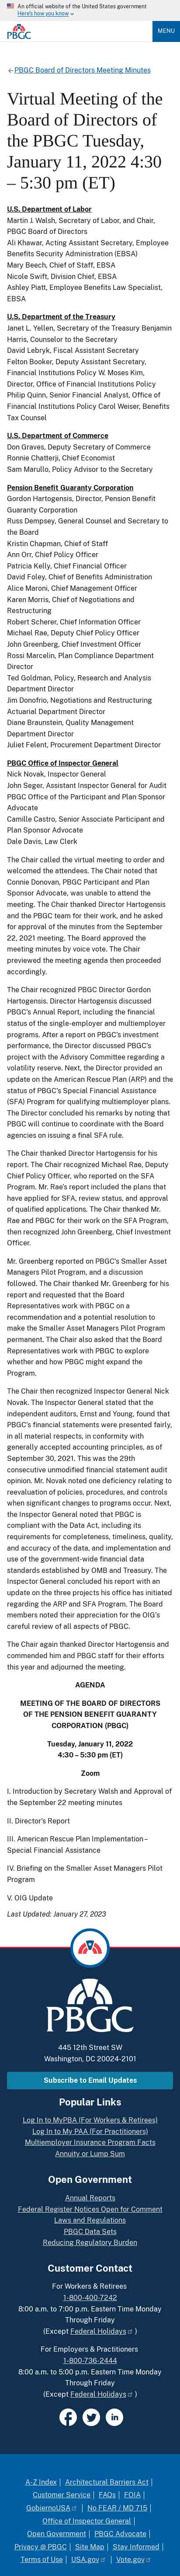 An official website of the United States government
Here's how you know
PBGC
MENU
PBGC Board of Directors Meeting Minutes
Virtual Meeting of the
Board of Directors of
the PBGC Tuesday,
January 11, 2022 4:30
– 5:30 pm (ET)
U.S. Department of Labor
Martin J. Walsh, Secretary of Labor, and Chair,
PBGC Board of Directors
Ali Khawar, Acting Assistant Secretary, Employee
Benefits Security Administration (EBSA)
Mary Beech, Chief of Staff, EBSA
Nicole Swift, Division Chief, EBSA
Ashley Piatt, Employee Benefits Law Specialist,
EBSA
U.S. Department of the Treasury
Janet L. Yellen, Secretary of the Treasury Benjamin
Harris, Counselor to the Secretary
David Lebryk, Fiscal Assistant Secretary
Felton Booker, Deputy Assistant Secretary,
Financial Institutions Policy W. Moses Kim,
Director, Office of Financial Institutions Policy
Philip Quinn, Senior Financial Analyst, Office of
Financial Institutions Policy Carol Weiser, Benefits
Tax Counsel
U.S. Department of Commerce
Don Graves, Deputy Secretary of Commerce
Ronnie Chatterji, Chief Economist
Sam Marullo, Policy Advisor to the Secretary
Pension Benefit Guaranty Corporation
Gordon Hartogensis, Director, Pension Benefit
Guaranty Corporation
Russ Dempsey, General Counsel and Secretary to
the Board
Kristin Chapman, Chief of Staff
Ann Orr, Chief Policy Officer
Patricia Kelly, Chief Financial Officer
David Foley, Chief of Benefits Administration
Alice Maroni, Chief Management Officer
Karen Morris, Chief of Negotiations and
Restructuring
Robert Scherer, Chief Information Officer
Michael Rae, Deputy Chief Policy Officer
John Greenberg, Chief Investment Officer
Rossi Marcelin, Plan Compliance Department
Director
Ted Goldman, Policy, Research and Analysis
Department Director
Jim Donofrio, Negotiations and Restructuring
Actuarial Department Director
Diane Braunstein, Quality Management
Department Director
Juliet Felent, Procurement Department Director
PBGC Office of Inspector General
Nick Novak, Inspector General
John Seger, Assistant Inspector General for Audit
PBGC Office of the Participant and Plan Sponsor
Advocate
Camille Castro, Senior Associate Participant and
Plan Sponsor Advocate
Dale Davis, Law Clerk
The Chair called the virtual meeting to order and
welcomed the attendees. The Chair noted that
Connie Donovan, PBGC Participant and Plan
Sponsor Advocate, was unable to attend the
meeting. The Chair thanked Director Hartogensis
and the PBGC team for their work, and he asked
for approval of the minutes from the September
22, 2021 meeting. The Board approved the
minutes by voice vote. The Chair then
previewed the meeting agenda which then
proceeded accordingly.
The Chair recognized PBGC Director Gordon
Hartogensis. Director Hartogensis discussed
PBGC's Annual Report, including the financial
status of the single-employer and multiemployer
programs. After a report on PBGC's investment
performance, the Director discussed PBGC's
project with the Advisory Committee regarding a
volatility reserve. Next, the Director provided an
update on the American Rescue Plan (ARP) and the
status of PBGC's Special Financial Assistance
(SFA) Program for qualifying multiemployer plans.
The Director concluded his remarks by noting that
PBGC will continue to coordinate with the Board
agencies on issuing a final SFA rule.
The Chair thanked Director Hartogensis for his
report. The Chair recognized Michael Rae, Deputy
Chief Policy Officer, to provide a report on the SFA
Program. Mr. Rae's report included the plans that
have applied for SFA, relevant statistics, and an
overview of guidance. The Chair thanked Mr.
Rae and PBGC for their work on the SFA Program,
then recognized John Greenberg, Chief Investment
Officer.
Mr. Greenberg reported on PBGC's Smaller Asset
Managers Pilot Program, and a discussion
followed. The Chair thanked Mr. Greenberg for his
report and requested that the Board
Representatives work with PBGC on a
recommendation and a potential resolution to
make the Smaller Asset Managers Pilot Program
permanent. The Chair also asked that the Board
Representatives work with PBGC to explore
whether and how PBGC might expand the
Program.
The Chair then recognized Inspector General Nick
Novak. The Inspector General stated that the
independent auditors, Ernst and Young, found that
PBGC's financial statements were presented fairly,
in all material respects, in conformity with
generally accepted accounting principles, as of
September 30, 2021. This was the 29th
consecutive unmodified financial statement audit
opinion. Mr. Novak noted that the auditors did not
encounter any significant deficiencies and there
are no significant changes to programs occur. Next,
the Inspector General noted that PBGC is
compliant with the Data Act, including its
requirements for completeness, quality, accuracy,
and timeliness of data, and with the data standards
established by OMB and Treasury. The Inspector
General then concluded his report with an update
noting the projects his office has initiated
regarding the ARP and SFA Program. The Board
Representatives also expressed their
appreciation and noted the importance of the OIG's
careful review of all aspects of PBGC.
The Chair again thanked Director Hartogensis and
commended him and PBGC staff for their efforts
this year and adjourned the meeting.
AGENDA
MEETING OF THE BOARD OF DIRECTORS
OF THE PENSION BENEFIT GUARANTY
CORPORATION (PBGC)
Tuesday, January 11, 2022
4:30 – 5:30 pm (ET)
Zoom
I. Introduction by Secretary Walsh and Approval of
the September 22 meeting minutes
II. Director's Report
III. American Rescue Plan Implementation –
Special Financial Assistance
IV. Briefing on the Smaller Asset Managers Pilot
Program
V. OIG Update
Last Updated: January 27, 2023
PBGC
445 12th Street SW
Washington, DC 20024-2101
Subscribe to Email Updates
Popular Links
Log In to MyPBA (For Workers & Retirees)
Log In to My PAA (For Practitioners)
Multiemployer Insurance Program Facts
Annuity or Lump Sum
Open Government
Annual Reports
Federal Register Notices Open for Comment
Laws and Regulations
PBGC Data Sets
Reducing Regulatory Burden
Customer Contact
For Workers & Retirees
1-800-400-7242
8:00 a.m. to 7:00 p.m. Eastern Time Monday
Through Friday
(Except Federal Holidays )
For Employers & Practitioners
1-800-736-2444
8:00 a.m. to 5:00 p.m. Eastern Time Monday
Through Friday
(Except Federal Holidays )
A-Z Index | Architectural Barriers Act |
Customer Service | FAQs | FOIA |
GobiernoUSA | No FEAR / MD 715 |
Office of Inspector General |
Open Government | PBGC Advocate |
Privacy @ PBGC | Site Map | Stay Informed |
Terms of Use | USA.gov | Vote.gov